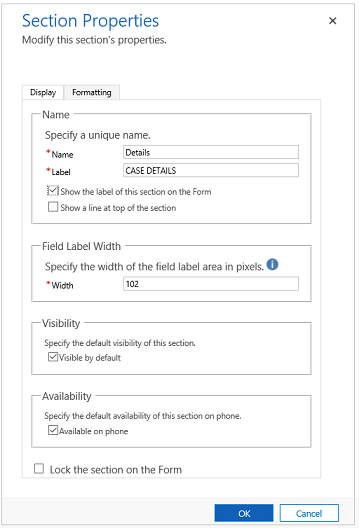 Section Properties
Modify this section's properties.
Display Formatting
Name
Specify a unique name.
*Name Details
*Label CASE DETAILS
Show the label of this section on the Form
Show a line at top of the section
Field Label Width
Specify the width of the field label area in pixels.
*Width 102
Visibility
Specify the default visibility of this section.
Visible by default
Availability
Specify the default availability of this section on phone.
Available on phone
Lock the section on the Form
OK Cancel